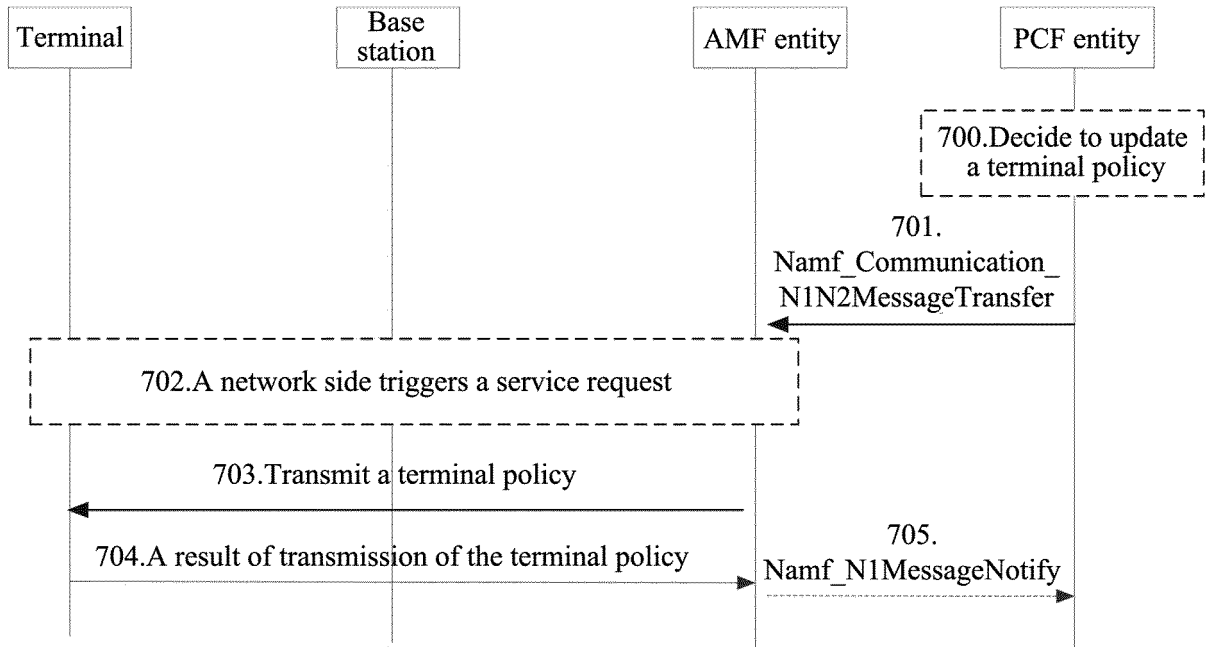 Terminal
Base
station
AMF entity
PCF entity
700.Decide to update
a terminal policy
701.
Namf_Communication_
N1N2MessageTransfer
702.A network side triggers a service request
703.Transmit a terminal policy
704.A result of transmission of the terminal policy
705.
Namf_N1MessageNotify